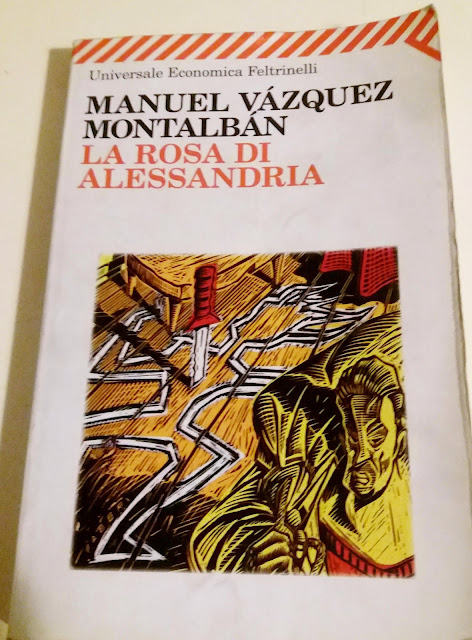 Universale Economica Feltrinelli
MANUEL VÁZQUEZ
MONTALBÁN
LA ROSA DI
ALESSANDRIA